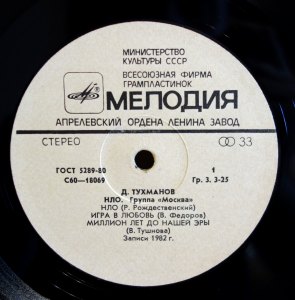 МИНИСТЕРСТВО
КУЛЬТУРЫ СССР
ВСЕСОЮЗНАЯ ФИРМА
ГРАМПЛАСТИНОК
МЕЛОДИЯ
АПРЕЛЕВСКИЙ ОРДЕНА ЛЕНИНА ЗАВОД
СТЕРЕО 33
ГОСТ 5289-80 1
С60—18069 Гр. 3. 3-25
Д. ТУХМАНОВ
НЛО. Группа «Москва»
НЛО (Р. Рождественский)
ИГРА В ЛЮБОВЬ (В. Федоров)
МИЛЛИОН ЛЕТ ДО НАШЕЙ ЭРЫ
(В. Тушнова)
Записи 1982 г.